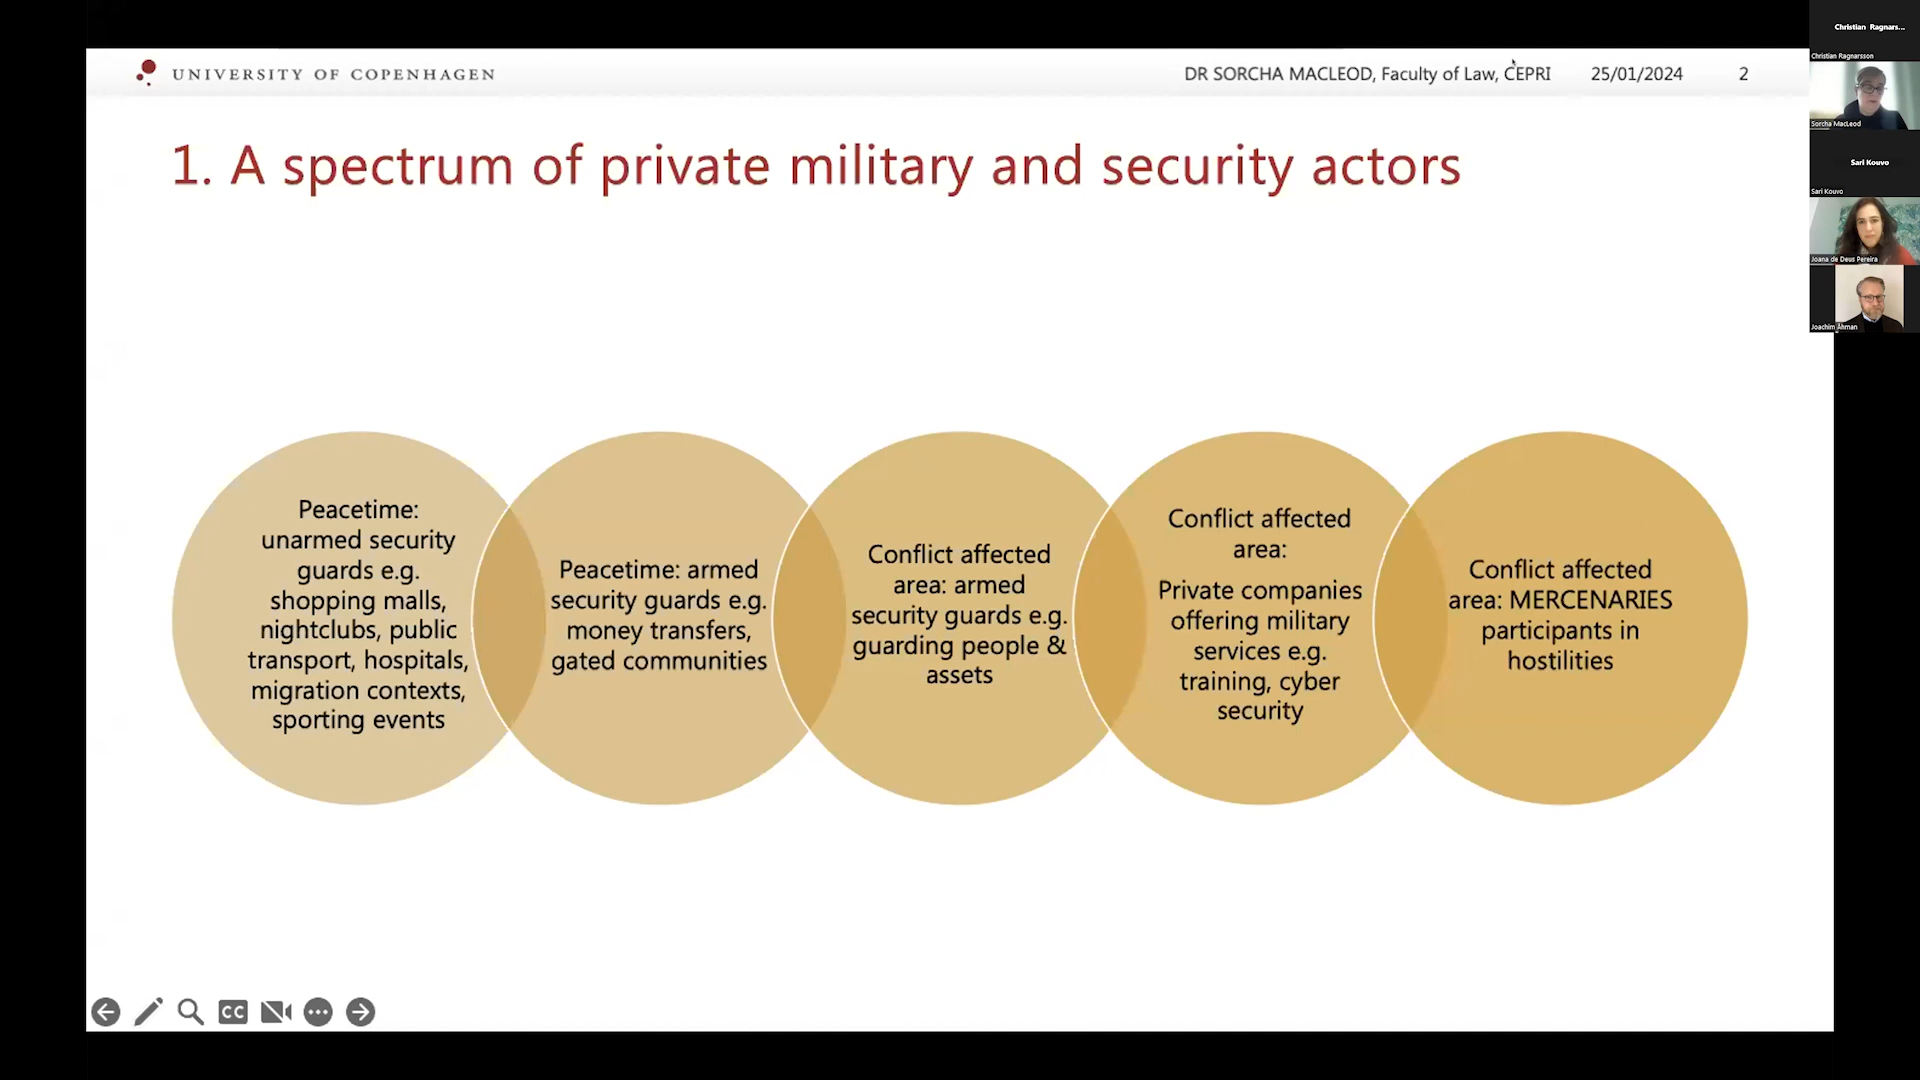 UNIVERSITY OF COPENHAGEN
DR SORCHA MACLEOD, Faculty of Law, CEPRI
25/01/2024
2
1. A spectrum of private military and security actors
Peacetime:
unarmed security
guards e.g.
shopping malls,
nightclubs, public
transport, hospitals,
migration contexts,
sporting events
Peacetime: armed
security guards e.g.
money transfers,
gated communities
Conflict affected
area: armed
security guards e.g.
guarding people &
assets
Conflict affected
area:
Private companies
offering military
services e.g.
training, cyber
security
Conflict affected
area: MERCENARIES
participants in
hostilities
CC
Christian Ragnars...
Christian Ragnarsson
Sorcha MacLeod
Sari Kouvo
Sari Kouvo
Joana de Deus Pereira
Joachim Åhman